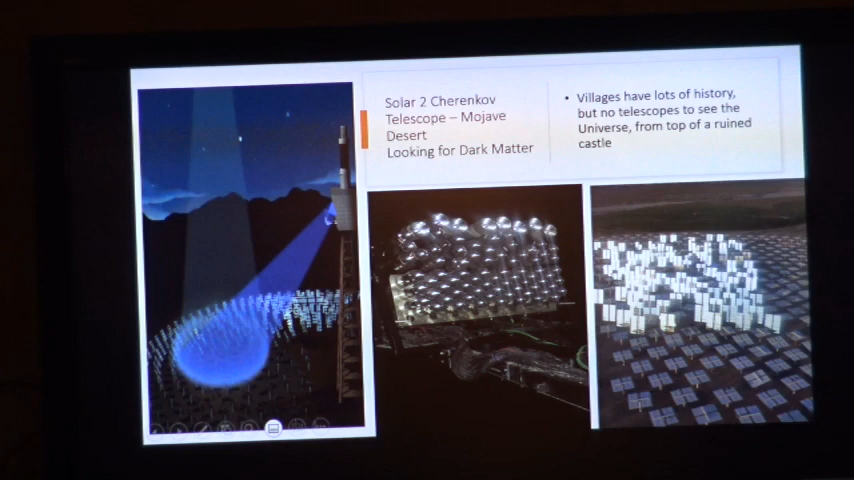 Solar 2 Cherenkov
Telescope – Mojave
Desert
Looking for Dark Matter
• Villages have lots of history,
but no telescopes to see the
Universe, from top of a ruined
castle